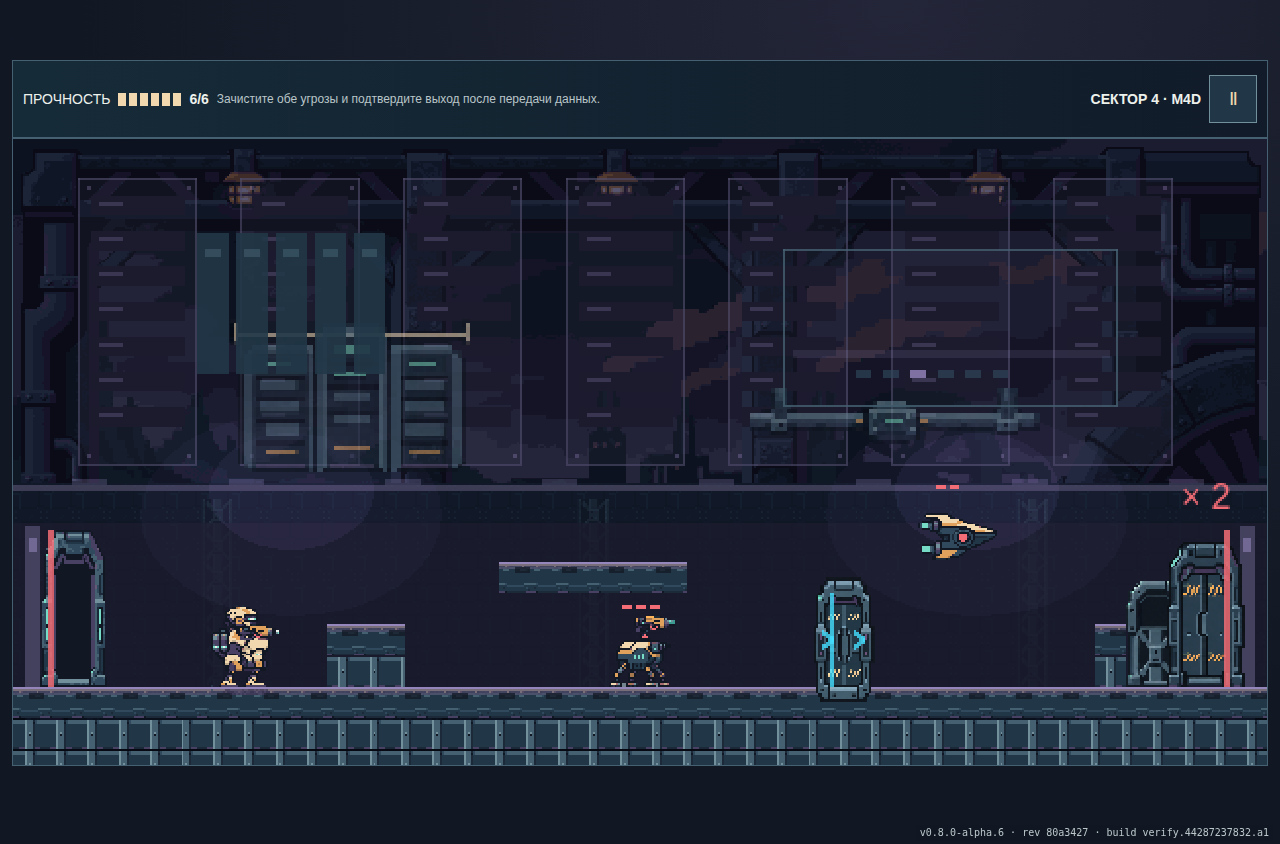 ПРОЧНОСТЬ 6/6 Зачистите обе угрозы и подтвердите выход после передачи данных. СЕКТОР 4 · M4D II
× 2
v0.8.0-alpha.6 · rev 80a3427 · build verify.44287237832.a1